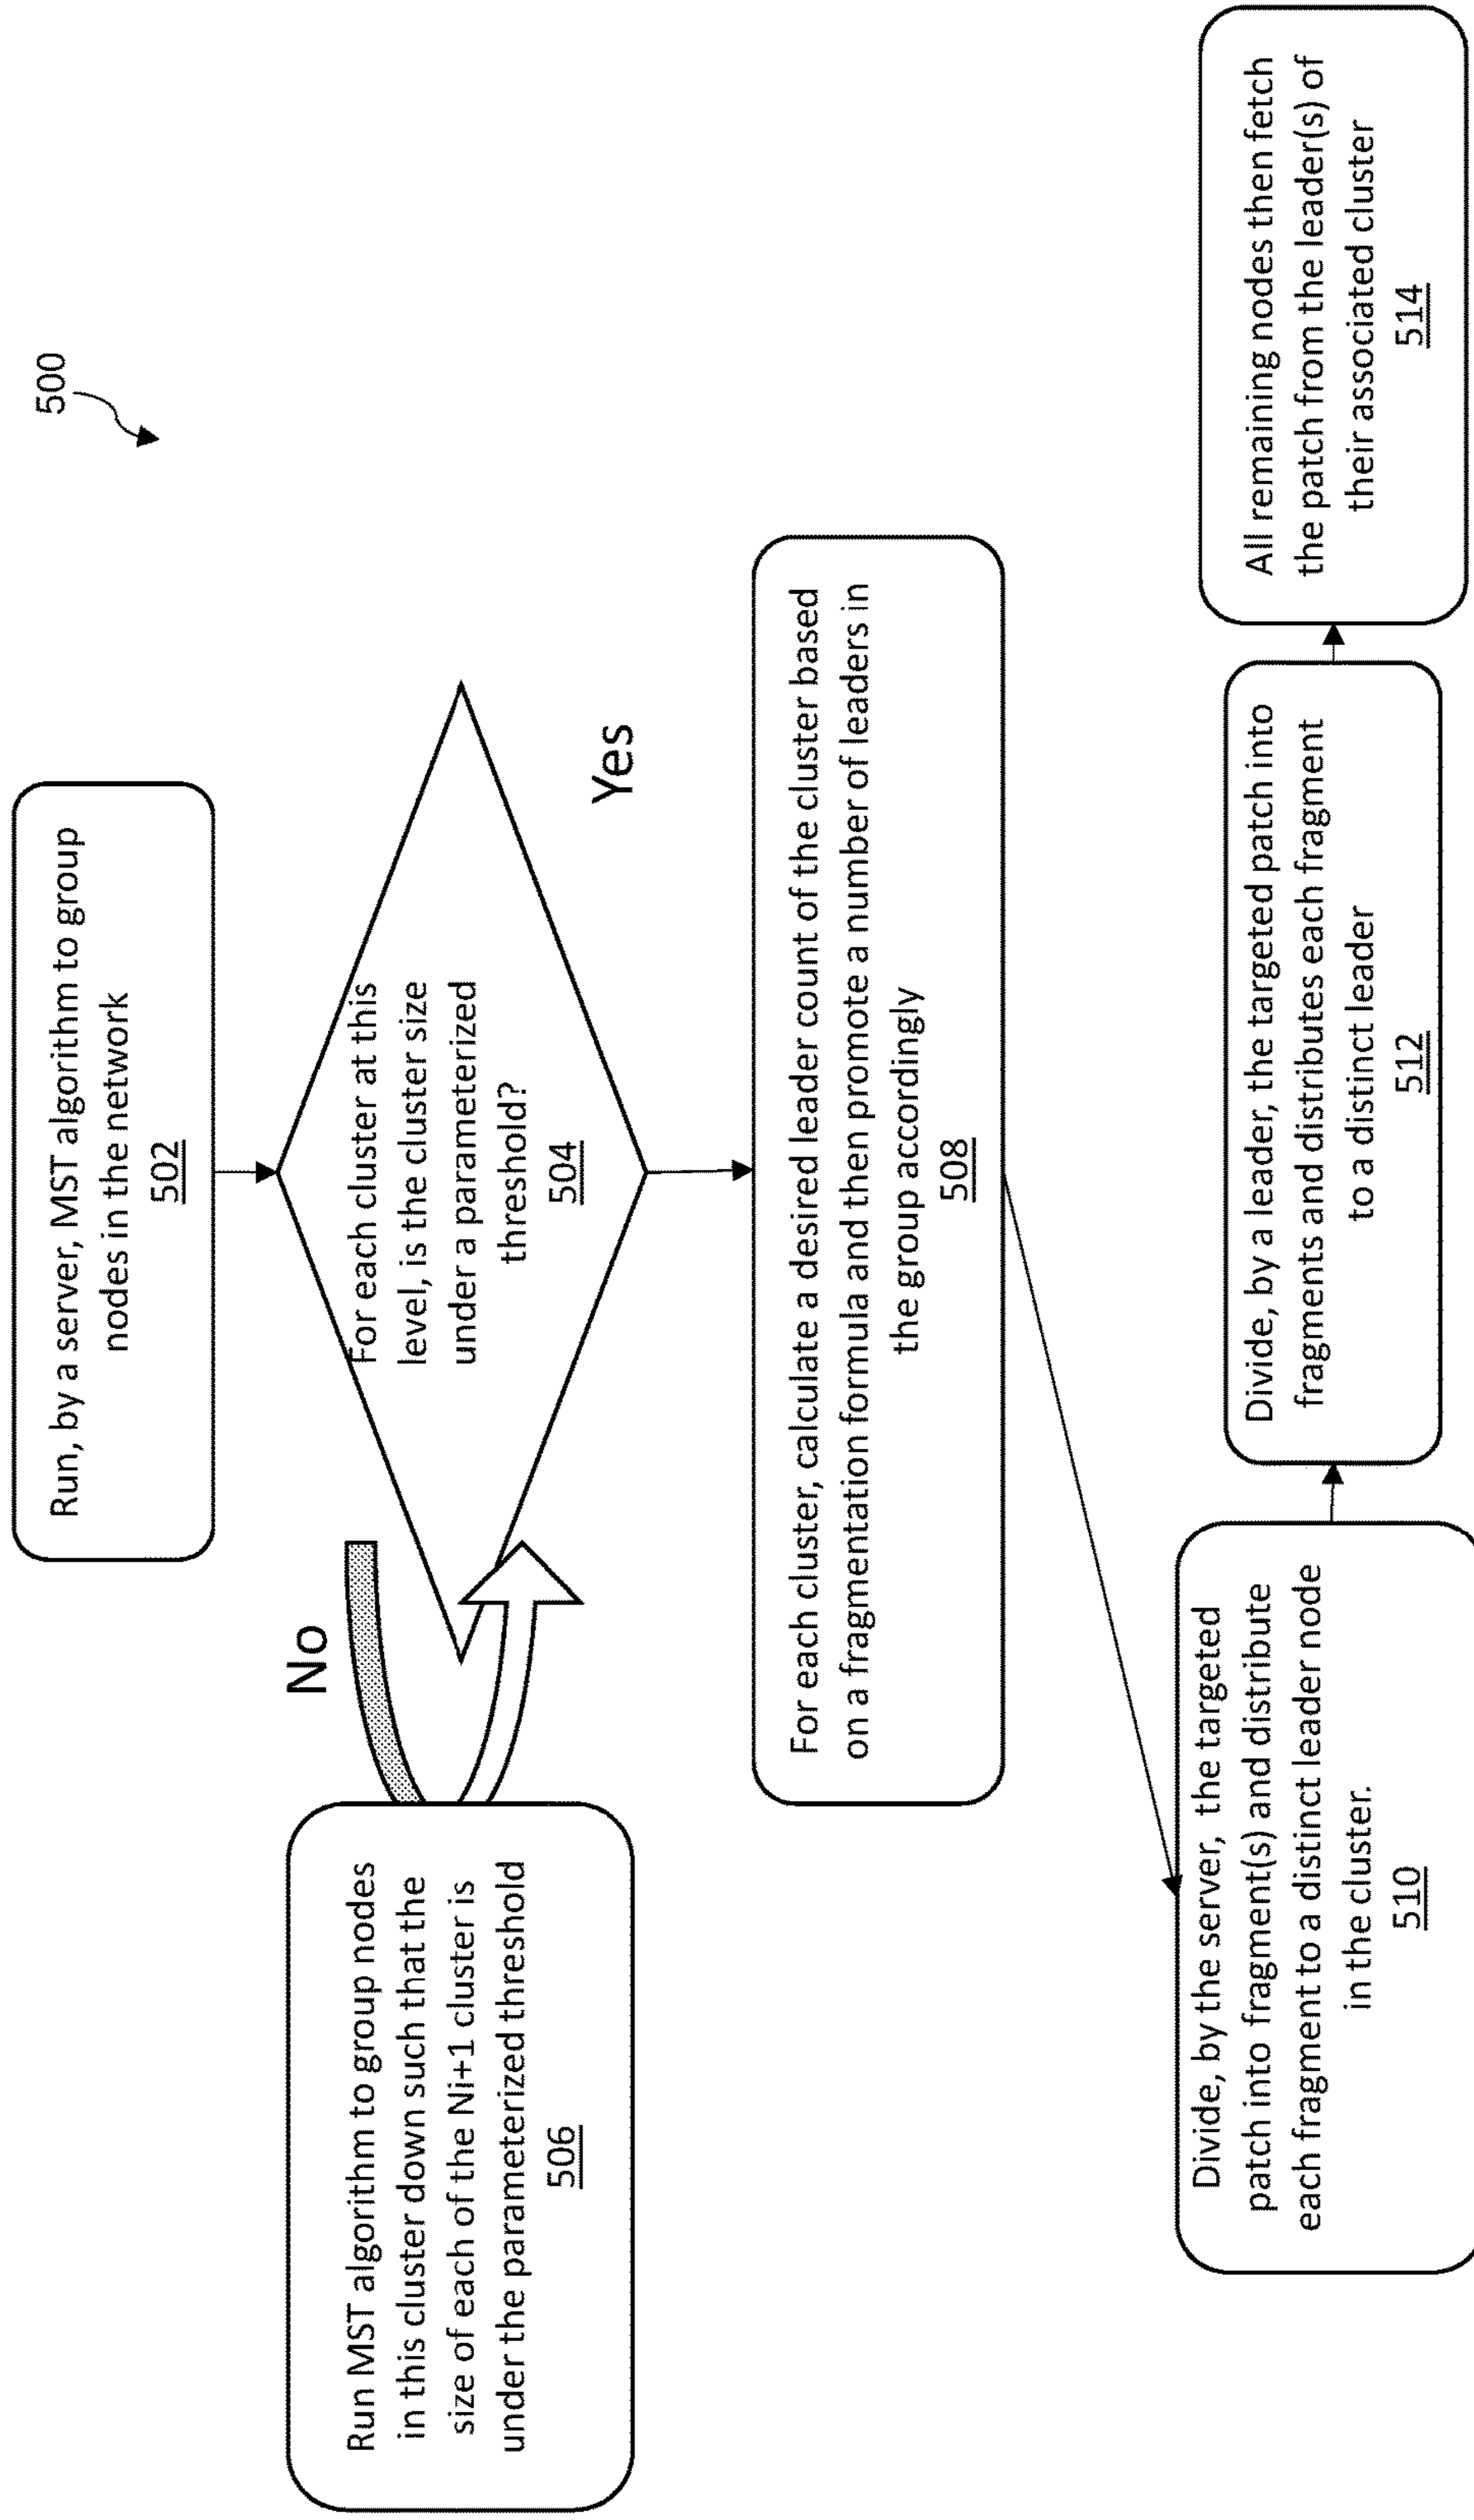 500
Run, by a server, MST algorithm to group
nodes in the network
502
No
For each cluster at this
level, is the cluster size
under a parameterized
threshold?
504
Yes
Run MST algorithm to group nodes
in this cluster down such that the
size of each of the Ni+1 cluster is
under the parameterized threshold
506
For each cluster, calculate a desired leader count of the cluster based
on a fragmentation formula and then promote a number of leaders in
the group accordingly
508
Divide, by the server, the targeted
patch into fragment(s) and distribute
each fragment to a distinct leader node
in the cluster.
510
Divide, by a leader, the targeted patch into
fragments and distributes each fragment
to a distinct leader
512
All remaining nodes then fetch
the patch from the leader(s) of
their associated cluster
514